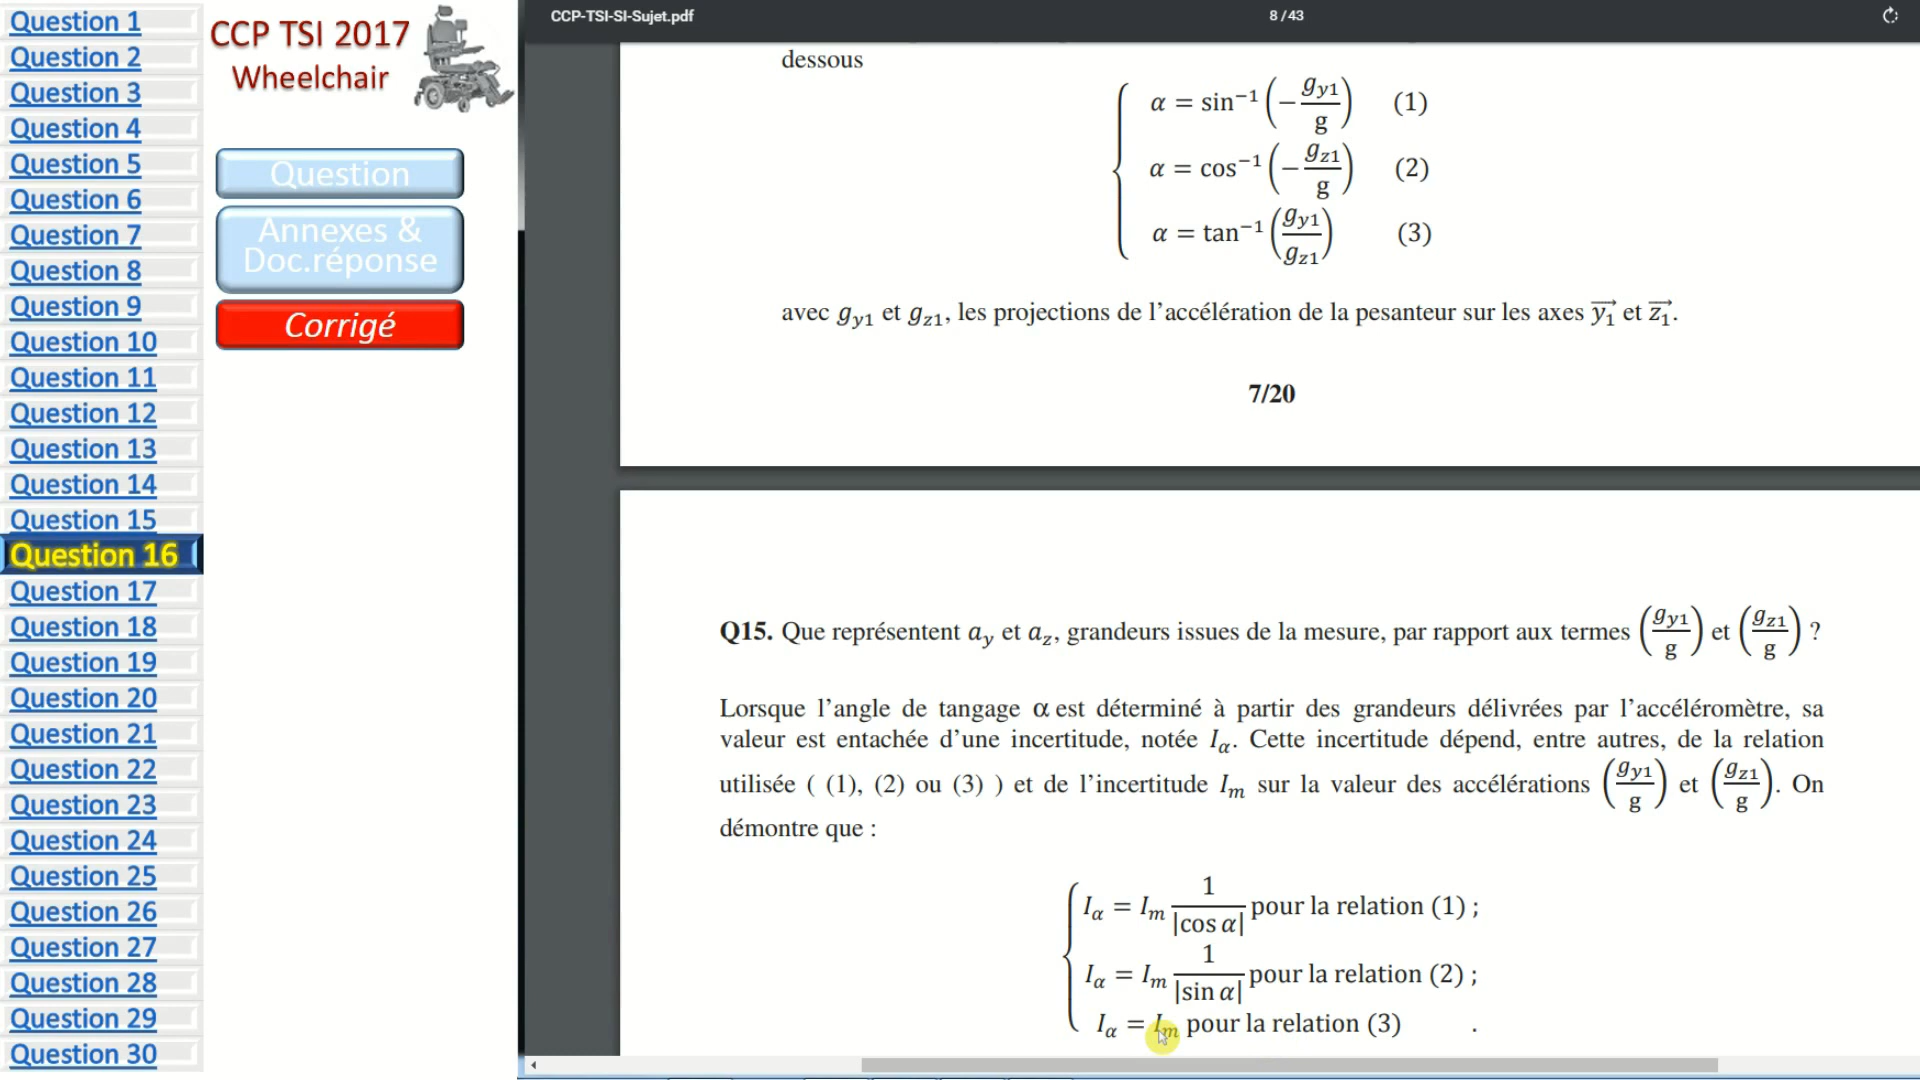 Question 1
Question 2
Question 3
Question 4
Question 5
Question 6
Question 7
Question 8
Question 9
Question 10
Question 11
Question 12
Question 13
Question 14
Question 15
Question 16
Question 17
Question 18
Question 19
Question 20
Question 21
Question 22
Question 23
Question 24
Question 25
Question 26
Question 27
Question 28
Question 29
Question 30
CCP TSI 2017
Wheelchair
Question
Annexes &
Doc.réponse
Corrigé
CCP-TSI-SI-Sujet.pdf
8 / 43
dessous
α = sin⁻¹(−g_y1/g) (1)
α = cos⁻¹(−g_z1/g) (2)
α = tan⁻¹(g_y1/g_z1) (3)
avec g_y1 et g_z1, les projections de l’accélération de la pesanteur sur les axes y₁⃗ et z₁⃗.
7/20
Q15. Que représentent a_y et a_z, grandeurs issues de la mesure, par rapport aux termes (g_y1/g) et (g_z1/g) ?
Lorsque l’angle de tangage α est déterminé à partir des grandeurs délivrées par l’accéléromètre, sa
valeur est entachée d’une incertitude, notée I_α. Cette incertitude dépend, entre autres, de la relation
utilisée ( (1), (2) ou (3) ) et de l’incertitude I_m sur la valeur des accélérations (g_y1/g) et (g_z1/g). On
démontre que :
I_α = I_m 1/|cos α| pour la relation (1) ;
I_α = I_m 1/|sin α| pour la relation (2) ;
I_α = I_m pour la relation (3) .